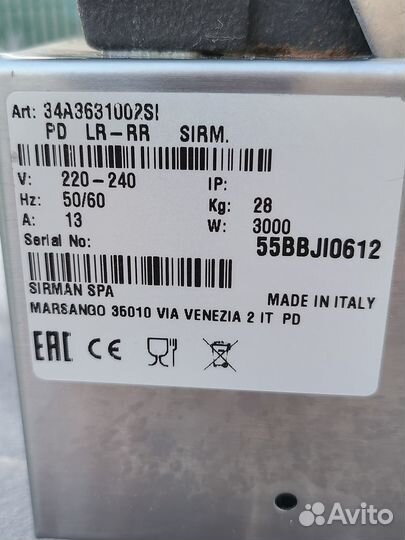 Art: 34A3631002SI
PD LR-RR SIRM.
V: 220-240 IP:
Hz: 50/60 Kg: 28
A: 13 W: 3000
Serial No: 55BBJI0612
SIRMAN SPA MADE IN ITALY
MARSANGO 35010 VIA VENEZIA 2 IT PD
EAC CE
Avito